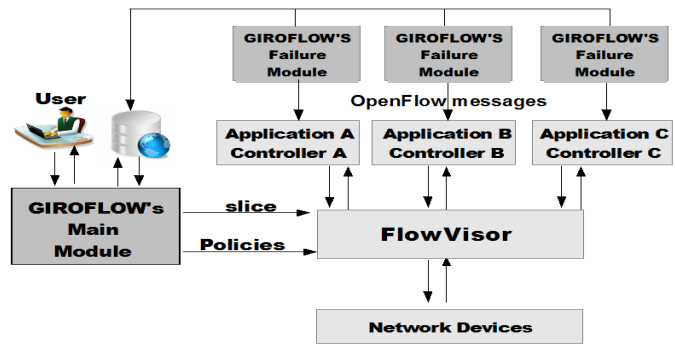 GIROFLOW'S
Failure
Module
GIROFLOW'S
Failure
Module
GIROFLOW'S
Failure
Module
User
OpenFlow messages
Application A
Controller A
Application B
Controller B
Application C
Controller C
GIROFLOW's
Main
Module
slice
Policies
FlowVisor
Network Devices